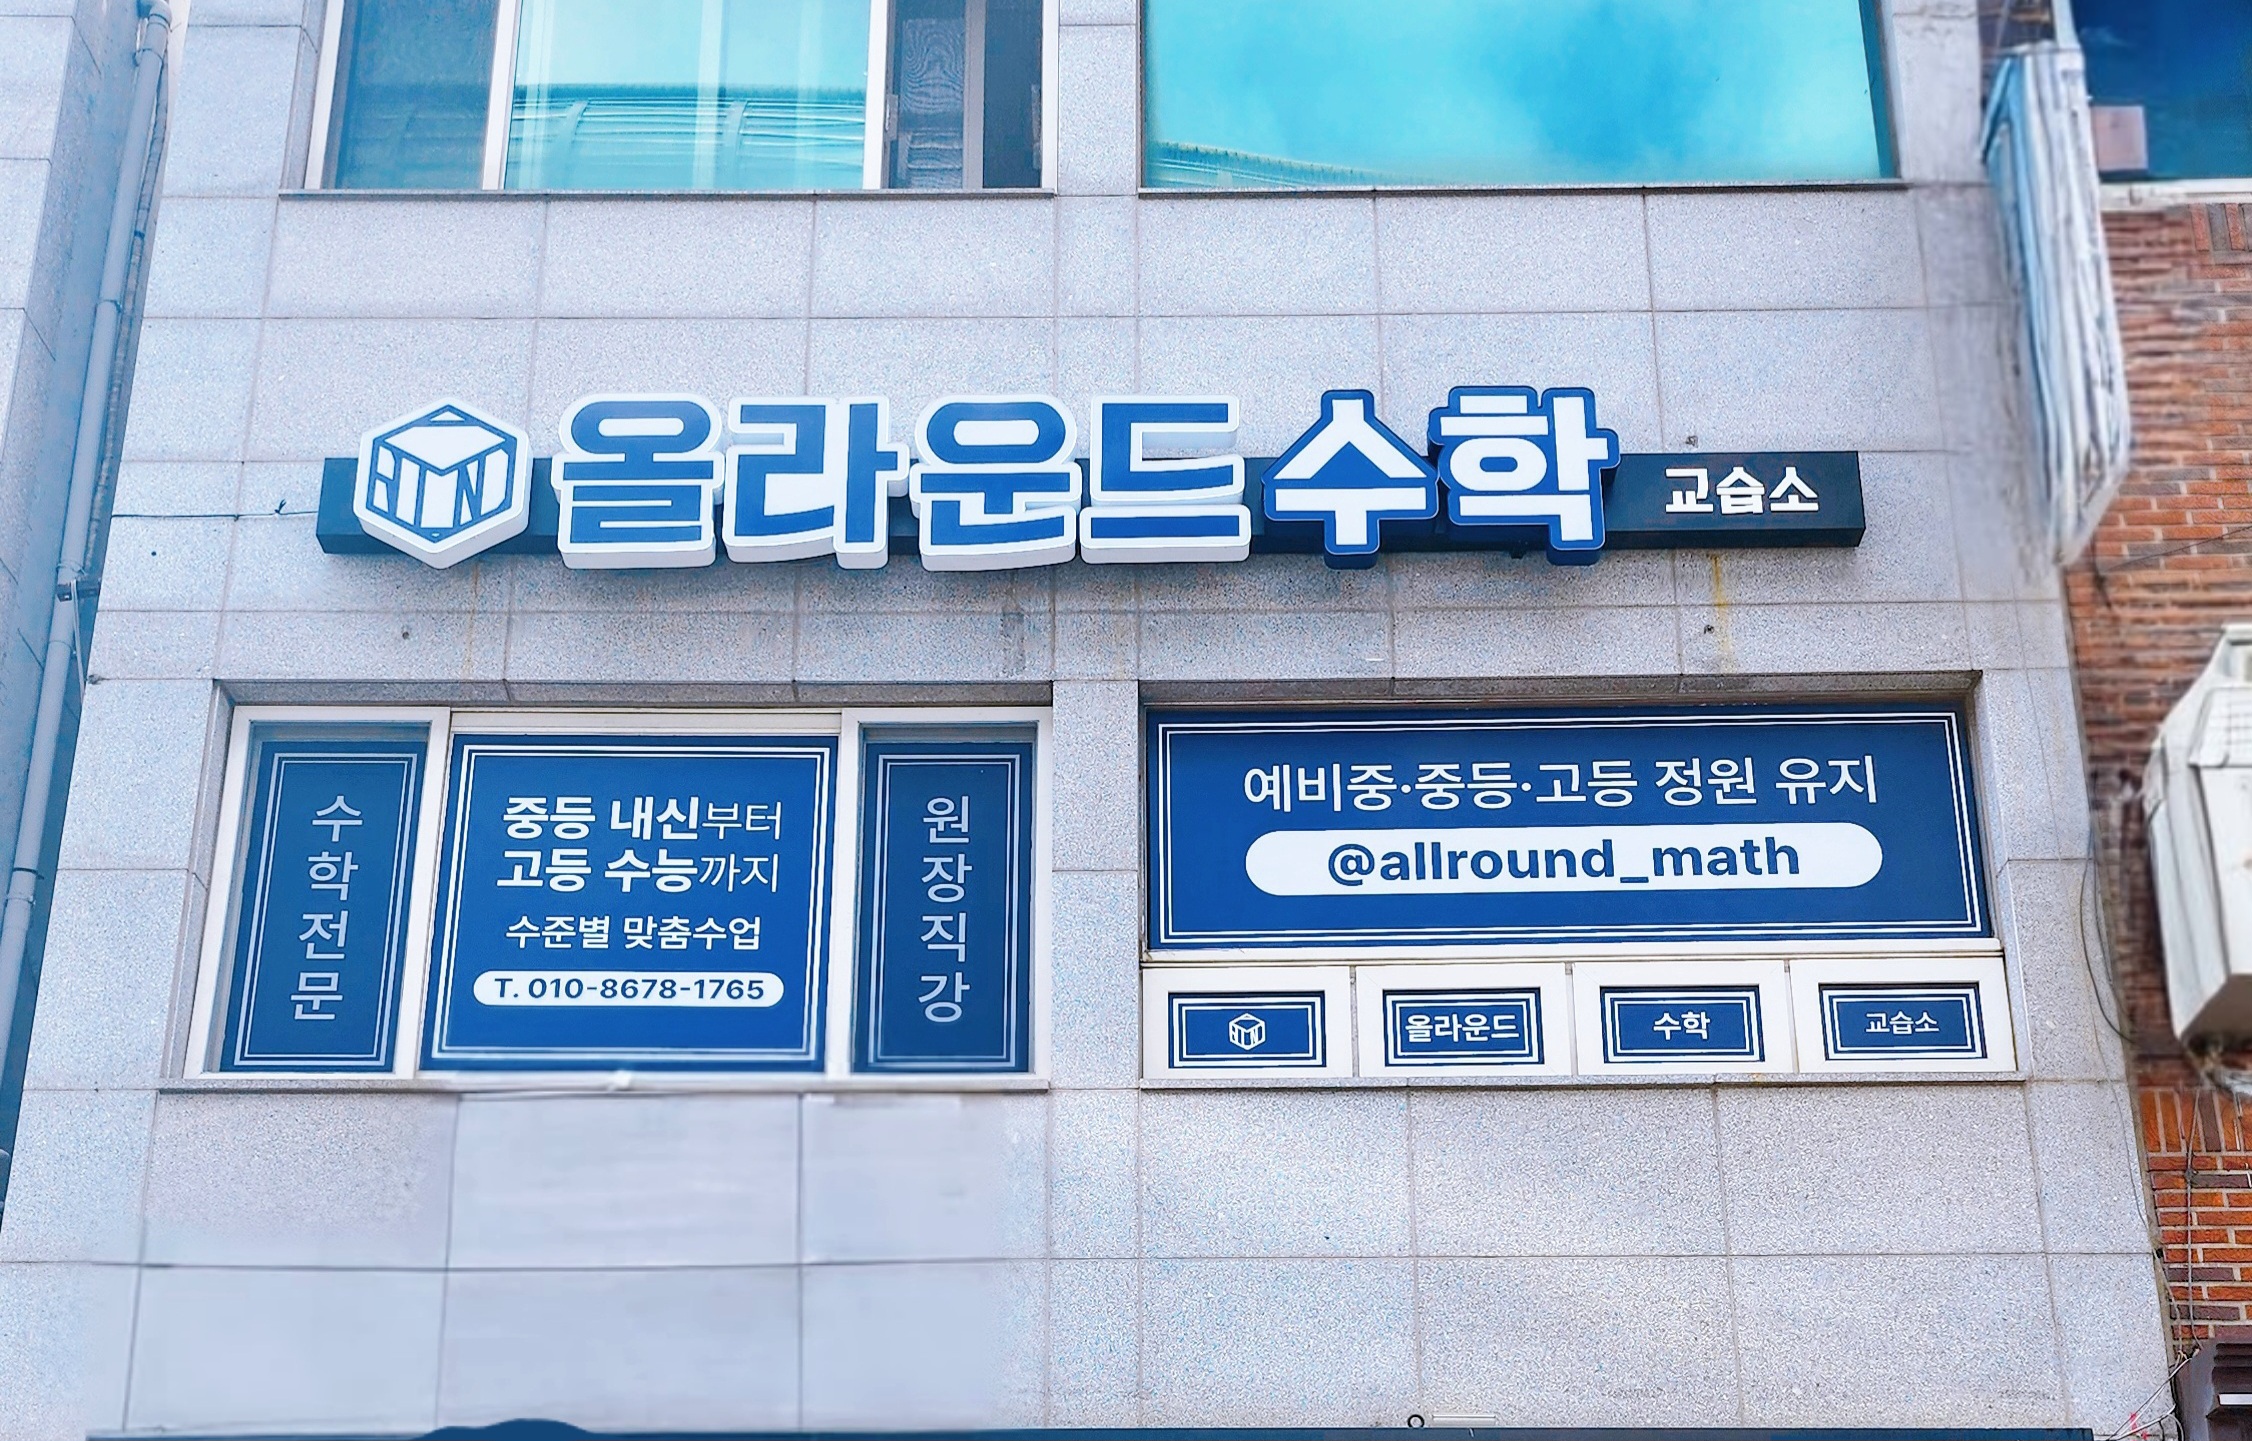 올라운드수학 교습소
수학전문
중등 내신부터
고등 수능까지
수준별 맞춤수업
T. 010-8678-1765
원장직강
예비중·중등·고등 정원 유지
@allround_math
올라운드
수학
교습소